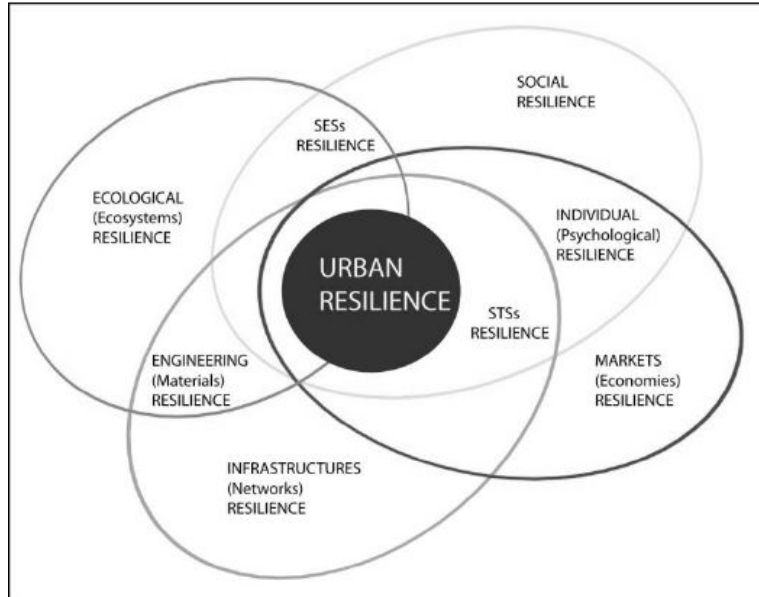 SOCIAL
RESILIENCE
SESs
RESILIENCE
ECOLOGICAL
(Ecosystems)
RESILIENCE
INDIVIDUAL
(Psychological)
RESILIENCE
URBAN
RESILIENCE
STSs
RESILIENCE
ENGINEERING
(Materials)
RESILIENCE
MARKETS
(Economies)
RESILIENCE
INFRASTRUCTURES
(Networks)
RESILIENCE